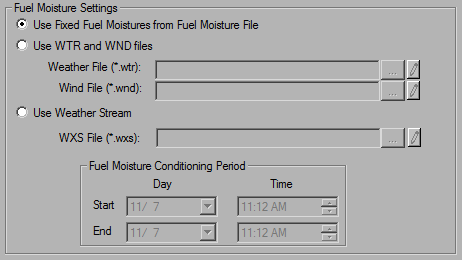 Fuel Moisture Settings
Use Fixed Fuel Moistures from Fuel Moisture File
Use WTR and WND files
Weather File (*.wtr):
...
Wind File (*.wnd):
...
Use Weather Stream
WXS File (*.wxs):
...
Fuel Moisture Conditioning Period
Day Time
Start 11/ 7 11:12 AM
End 11/ 7 11:12 AM